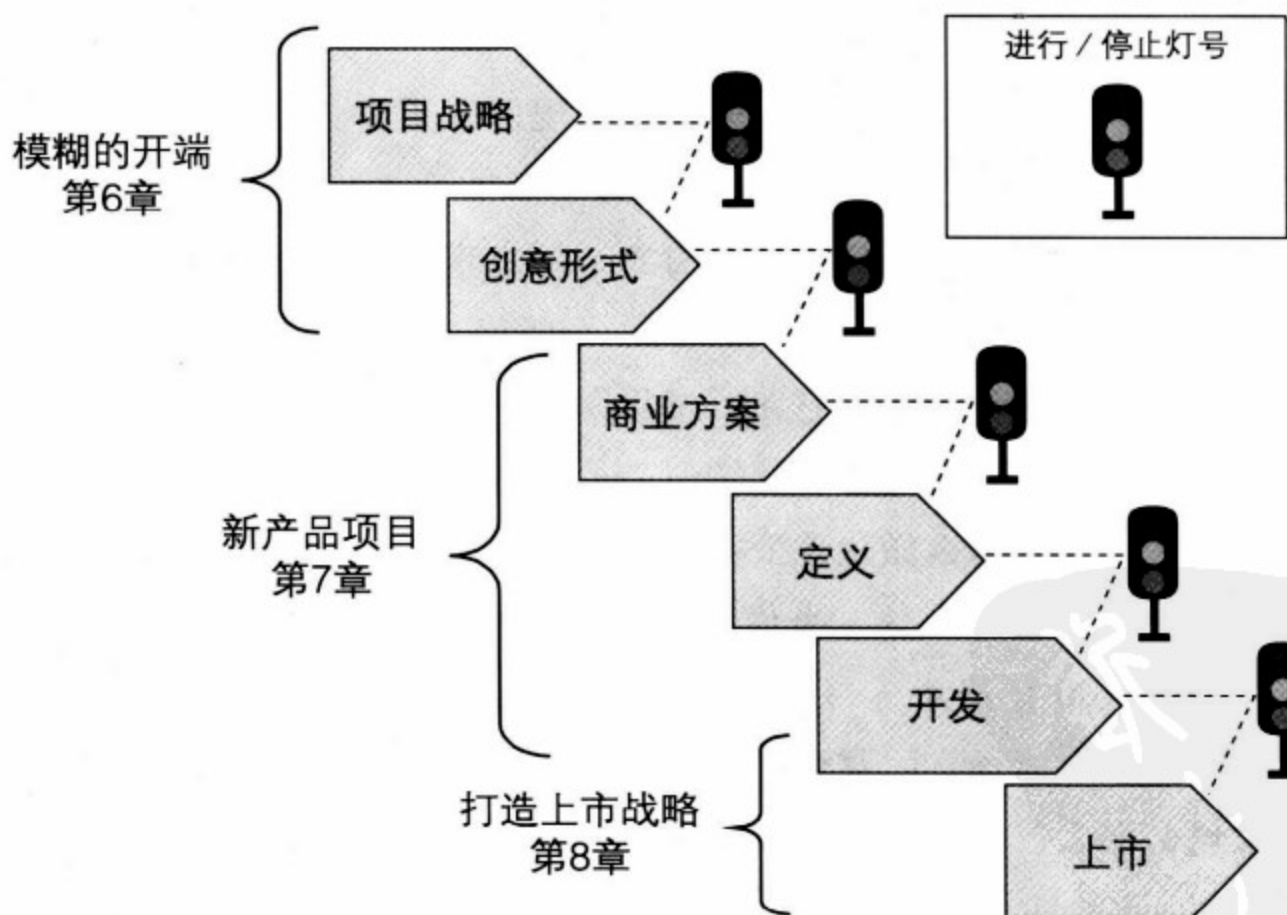 进行/停止灯号
项目战略
模糊的开端
第6章
创意形式
商业方案
新产品项目
第7章
定义
开发
打造上市战略
第8章
上市